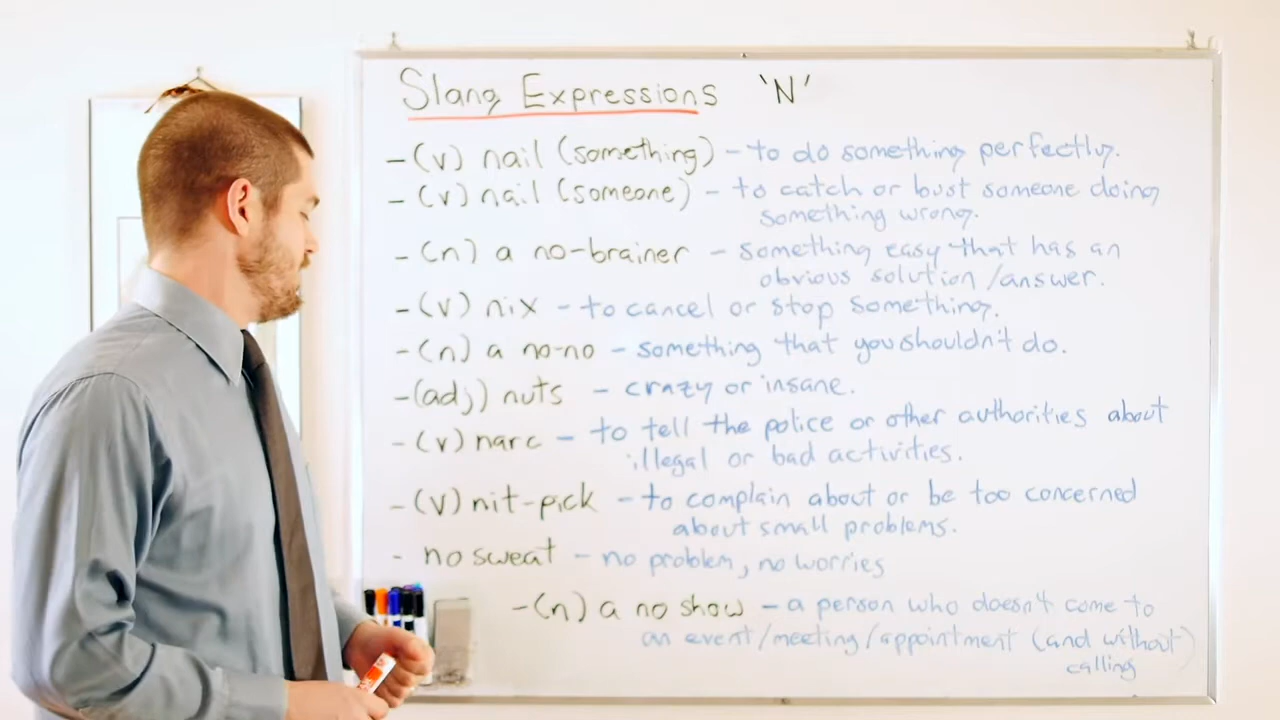 Slang Expressions 'N'
-(v) nail (something) - to do something perfectly.
-(v) nail (someone) - to catch or bust someone doing
something wrong.
-(n) a no-brainer - something easy that has an
obvious solution/answer.
-(v) nix - to cancel or stop something.
-(n) a no-no - something that you shouldn't do.
-(adj) nuts - crazy or insane.
-(v) narc - to tell the police or other authorities about
illegal or bad activities.
-(v) nit-pick - to complain about or be too concerned
about small problems.
- no sweat - no problem, no worries
-(n) a no show - a person who doesn't come to
an event/meeting/appointment (and without)
calling